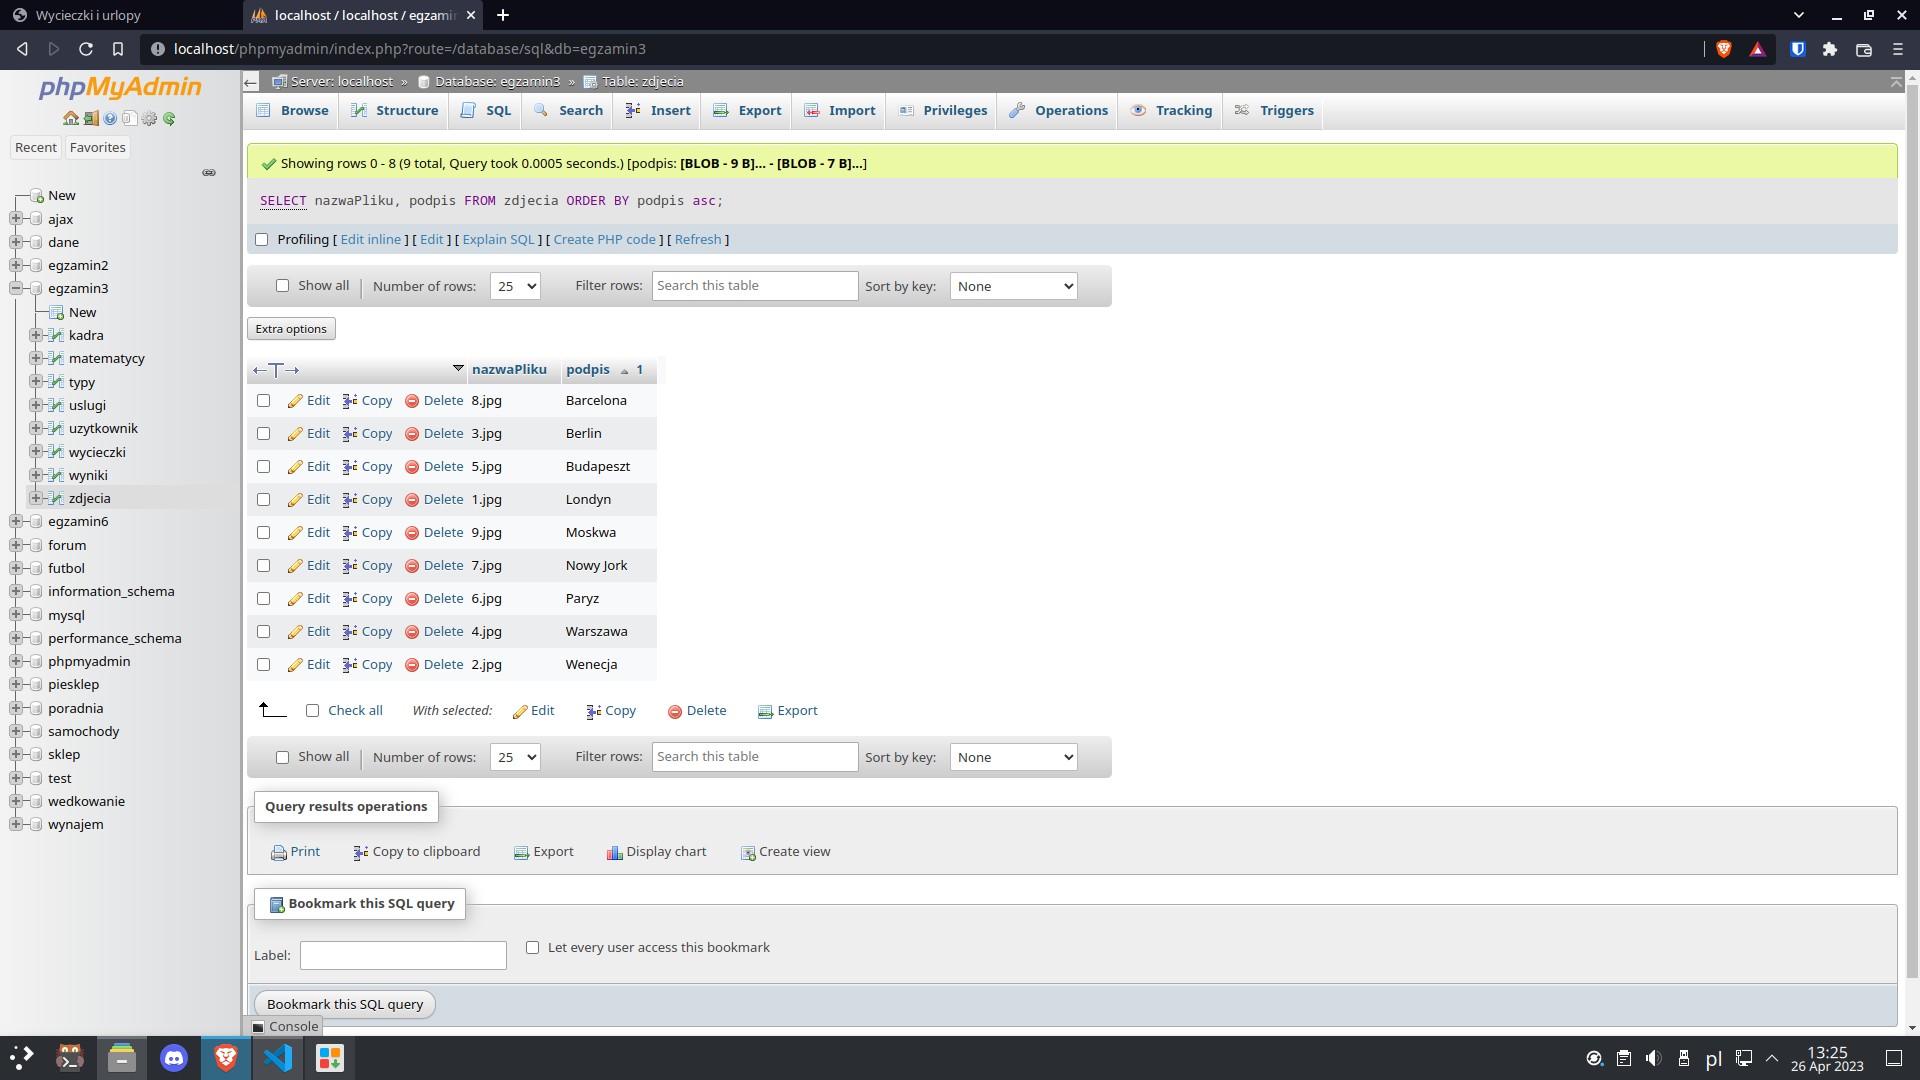 Wycieczki i urlopy
localhost / localhost / egzamin
localhost/phpmyadmin/index.php?route=/database/sql&db=egzamin3
phpMyAdmin
Recent
Favorites
New
ajax
dane
egzamin2
egzamin3
New
kadra
matematycy
typy
uslugi
uzytkownik
wycieczki
wyniki
zdjecia
egzamin6
forum
futbol
information_schema
mysql
performance_schema
phpmyadmin
piesklep
poradnia
samochody
sklep
test
wedkowanie
wynajem
Server: localhost » Database: egzamin3 » Table: zdjecia
Browse Structure SQL Search Insert Export Import Privileges Operations Tracking Triggers
Showing rows 0 - 8 (9 total, Query took 0.0005 seconds.) [podpis: [BLOB - 9 B]... - [BLOB - 7 B]...]
SELECT nazwaPliku, podpis FROM zdjecia ORDER BY podpis asc;
Profiling [ Edit inline ] [ Edit ] [ Explain SQL ] [ Create PHP code ] [ Refresh ]
Show all | Number of rows: 25 Filter rows: Search this table Sort by key: None
Extra options
←T→ nazwaPliku podpis 1
Edit Copy Delete 8.jpg Barcelona
Edit Copy Delete 3.jpg Berlin
Edit Copy Delete 5.jpg Budapeszt
Edit Copy Delete 1.jpg Londyn
Edit Copy Delete 9.jpg Moskwa
Edit Copy Delete 7.jpg Nowy Jork
Edit Copy Delete 6.jpg Paryz
Edit Copy Delete 4.jpg Warszawa
Edit Copy Delete 2.jpg Wenecja
Check all With selected: Edit Copy Delete Export
Show all | Number of rows: 25 Filter rows: Search this table Sort by key: None
Query results operations
Print Copy to clipboard Export Display chart Create view
Bookmark this SQL query
Label: Let every user access this bookmark
Bookmark this SQL query
Console
pl
13:25
26 Apr 2023